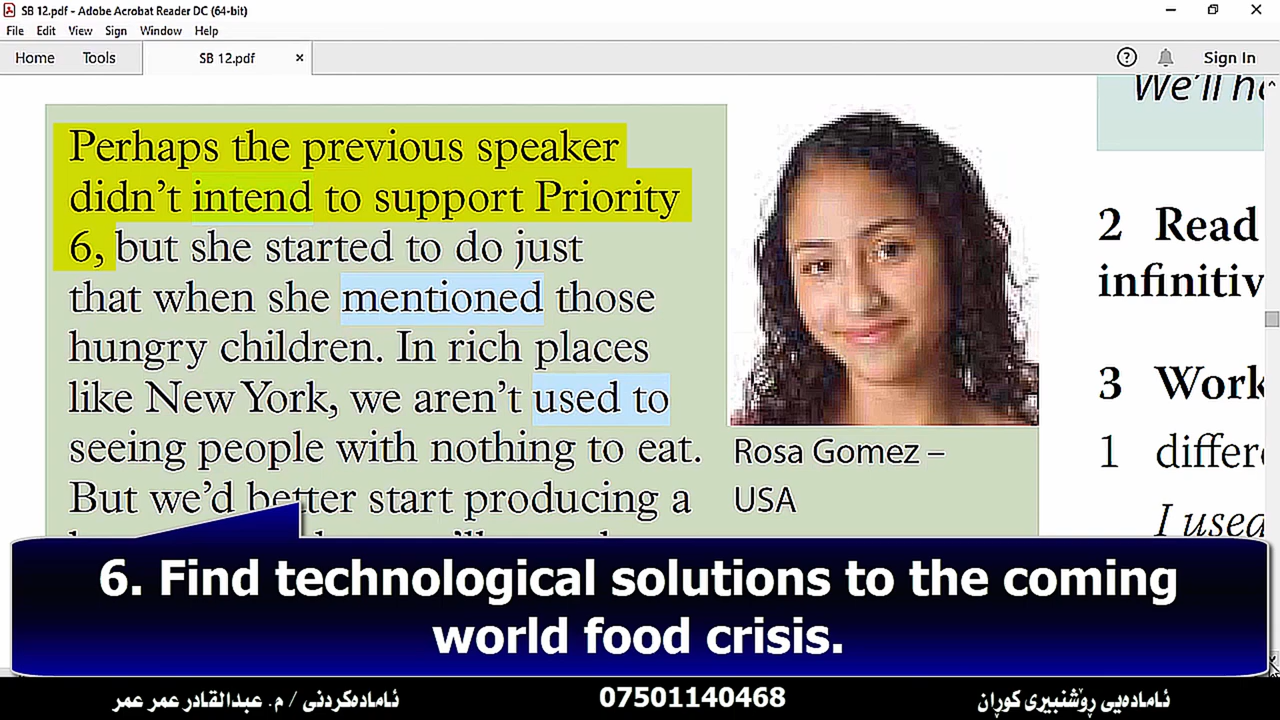 SB 12.pdf - Adobe Acrobat Reader DC (64-bit)
File Edit View Sign Window Help
Home Tools SB 12.pdf Sign In
Perhaps the previous speaker
didn't intend to support Priority
6, but she started to do just
that when she mentioned those
hungry children. In rich places
like New York, we aren't used to
seeing people with nothing to eat.
But we'd better start producing a
Rosa Gomez –
USA
We'll
2 Read
infinitiv
3 Work
1 differ
I used
6. Find technological solutions to the coming
world food crisis.
ئامادەکردنی / م. عبدالقادر عمر عمر
07501140468
ئامادەیی ڕۆشنبیری کوڕان